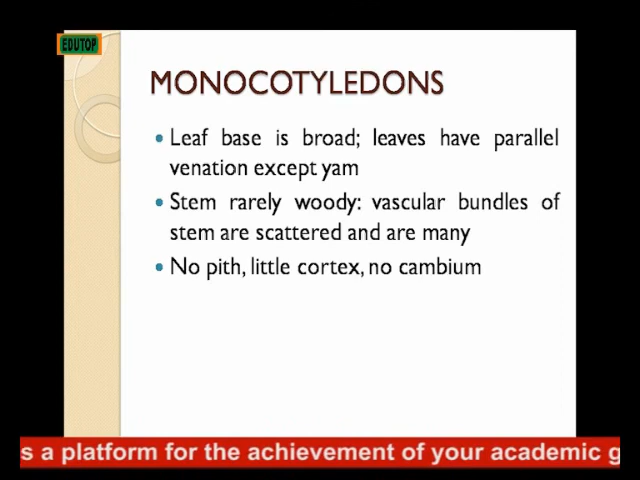 EDUTOP
MONOCOTYLEDONS
• Leaf base is broad; leaves have parallel
venation except yam
• Stem rarely woody: vascular bundles of
stem are scattered and are many
• No pith, little cortex, no cambium
s a platform for the achievement of your academic g